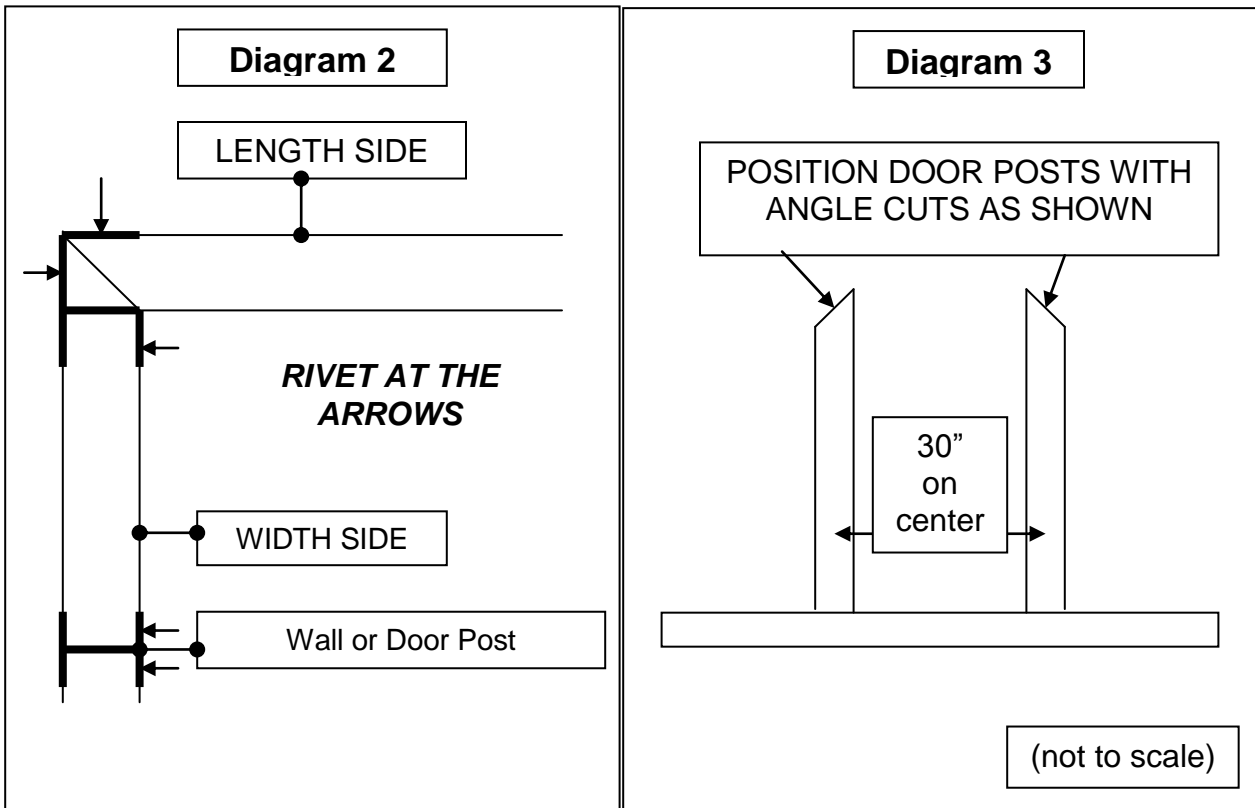 Diagram 2
LENGTH SIDE
RIVET AT THE
ARROWS
WIDTH SIDE
Wall or Door Post
Diagram 3
POSITION DOOR POSTS WITH
ANGLE CUTS AS SHOWN
30”
on
center
(not to scale)